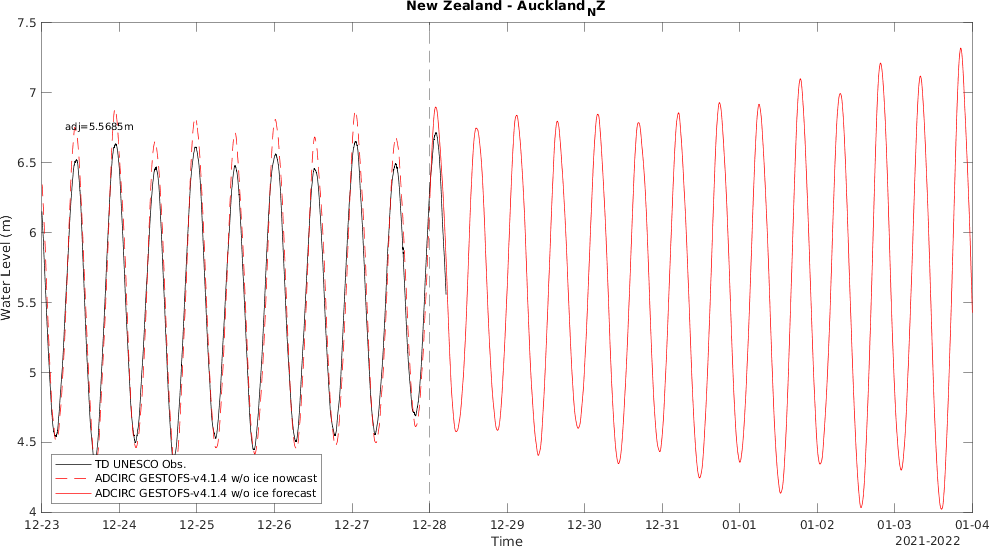 New Zealand - Auckland_NZ
7.5
7
6.5
6
5.5
5
4.5
4
Water Level (m)
adj=5.5685m
TD UNESCO Obs.
ADCIRC GESTOFS-v4.1.4 w/o ice nowcast
ADCIRC GESTOFS-v4.1.4 w/o ice forecast
12-23 12-24 12-25 12-26 12-27 12-28 12-29 12-30 12-31 01-01 01-02 01-03 01-04
Time
2021-2022